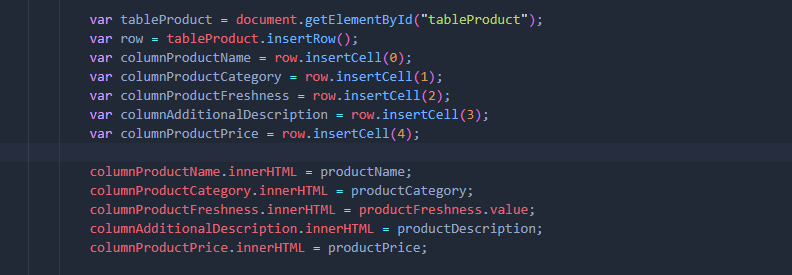 var tableProduct = document.getElementById("tableProduct");
var row = tableProduct.insertRow();
var columnProductName = row.insertCell(0);
var columnProductCategory = row.insertCell(1);
var columnProductFreshness = row.insertCell(2);
var columnAdditionalDescription = row.insertCell(3);
var columnProductPrice = row.insertCell(4);
columnProductName.innerHTML = productName;
columnProductCategory.innerHTML = productCategory;
columnProductFreshness.innerHTML = productFreshness.value;
columnAdditionalDescription.innerHTML = productDescription;
columnProductPrice.innerHTML = productPrice;